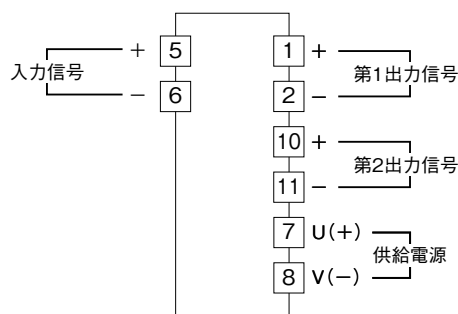 入力信号
+ 5
− 6
1 +
2 −
第1出力信号
10 +
11 −
第2出力信号
7 U(+)
8 V(−)
供給電源